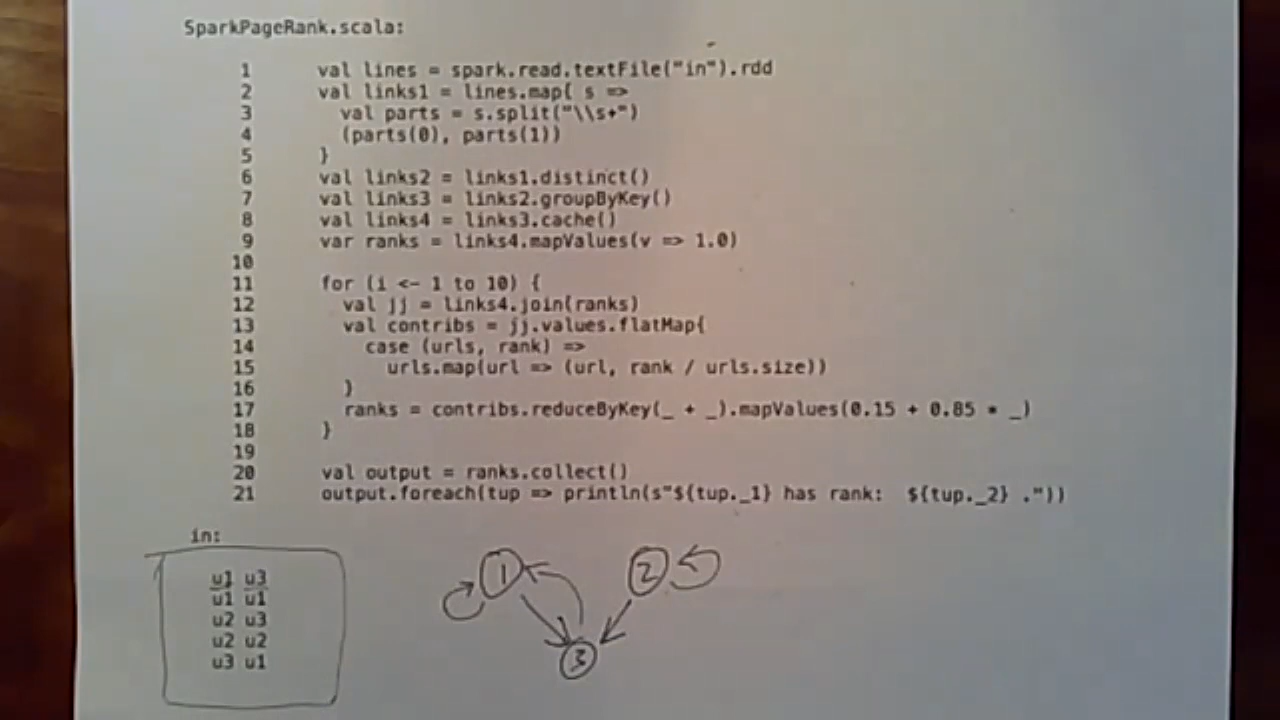 SparkPageRank.scala:
1 val lines = spark.read.textFile("in").rdd
2 val links1 = lines.map{ s =>
3 val parts = s.split("\\s+")
4 (parts(0), parts(1))
5 }
6 val links2 = links1.distinct()
7 val links3 = links2.groupByKey()
8 val links4 = links3.cache()
9 var ranks = links4.mapValues(v => 1.0)
10
11 for (i <- 1 to 10) {
12 val jj = links4.join(ranks)
13 val contribs = jj.values.flatMap{
14 case (urls, rank) =>
15 urls.map(url => (url, rank / urls.size))
16 }
17 ranks = contribs.reduceByKey(_ + _).mapValues(0.15 + 0.85 * _)
18 }
19
20 val output = ranks.collect()
21 output.foreach(tup => println(s"${tup._1} has rank:  ${tup._2} ."))
in:
u1 u3
u1 u1
u2 u3
u2 u2
u3 u1
1 2
3